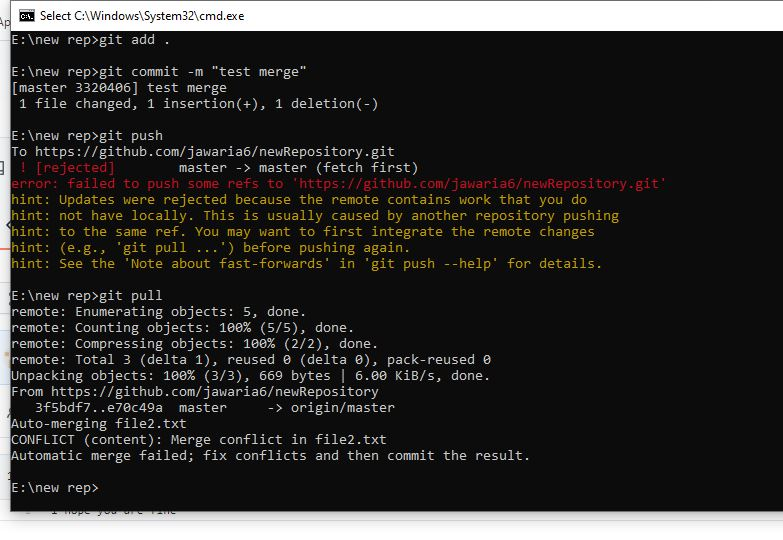 Select C:\Windows\System32\cmd.exe
E:\new rep>git add .
E:\new rep>git commit -m "test merge"
[master 3320406] test merge
1 file changed, 1 insertion(+), 1 deletion(-)
E:\new rep>git push
To https://github.com/jawaria6/newRepository.git
! [rejected]        master -> master (fetch first)
error: failed to push some refs to 'https://github.com/jawaria6/newRepository.git'
hint: Updates were rejected because the remote contains work that you do
hint: not have locally. This is usually caused by another repository pushing
hint: to the same ref. You may want to first integrate the remote changes
hint: (e.g., 'git pull ...') before pushing again.
hint: See the 'Note about fast-forwards' in 'git push --help' for details.
E:\new rep>git pull
remote: Enumerating objects: 5, done.
remote: Counting objects: 100% (5/5), done.
remote: Compressing objects: 100% (2/2), done.
remote: Total 3 (delta 1), reused 0 (delta 0), pack-reused 0
Unpacking objects: 100% (3/3), 669 bytes | 6.00 KiB/s, done.
From https://github.com/jawaria6/newRepository
3f5bdf7..e70c49a  master     -> origin/master
Auto-merging file2.txt
CONFLICT (content): Merge conflict in file2.txt
Automatic merge failed; fix conflicts and then commit the result.
E:\new rep>